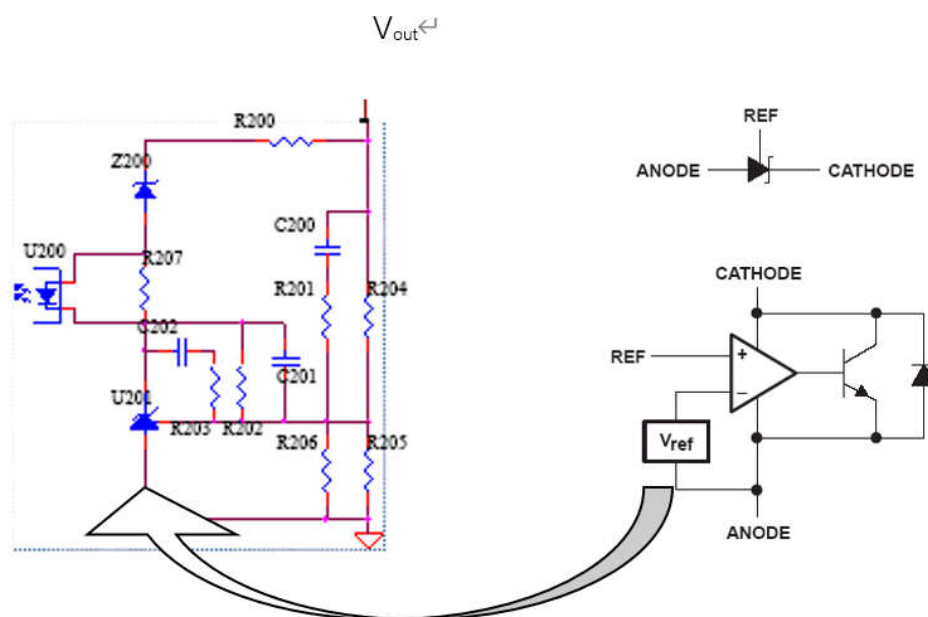 Vout↵
R200
Z200
U200
R207
C200
R201
R204
C202
C201
U201
R203
R202
R206
R205
REF
ANODE
CATHODE
CATHODE
REF
+
−
Vref
ANODE